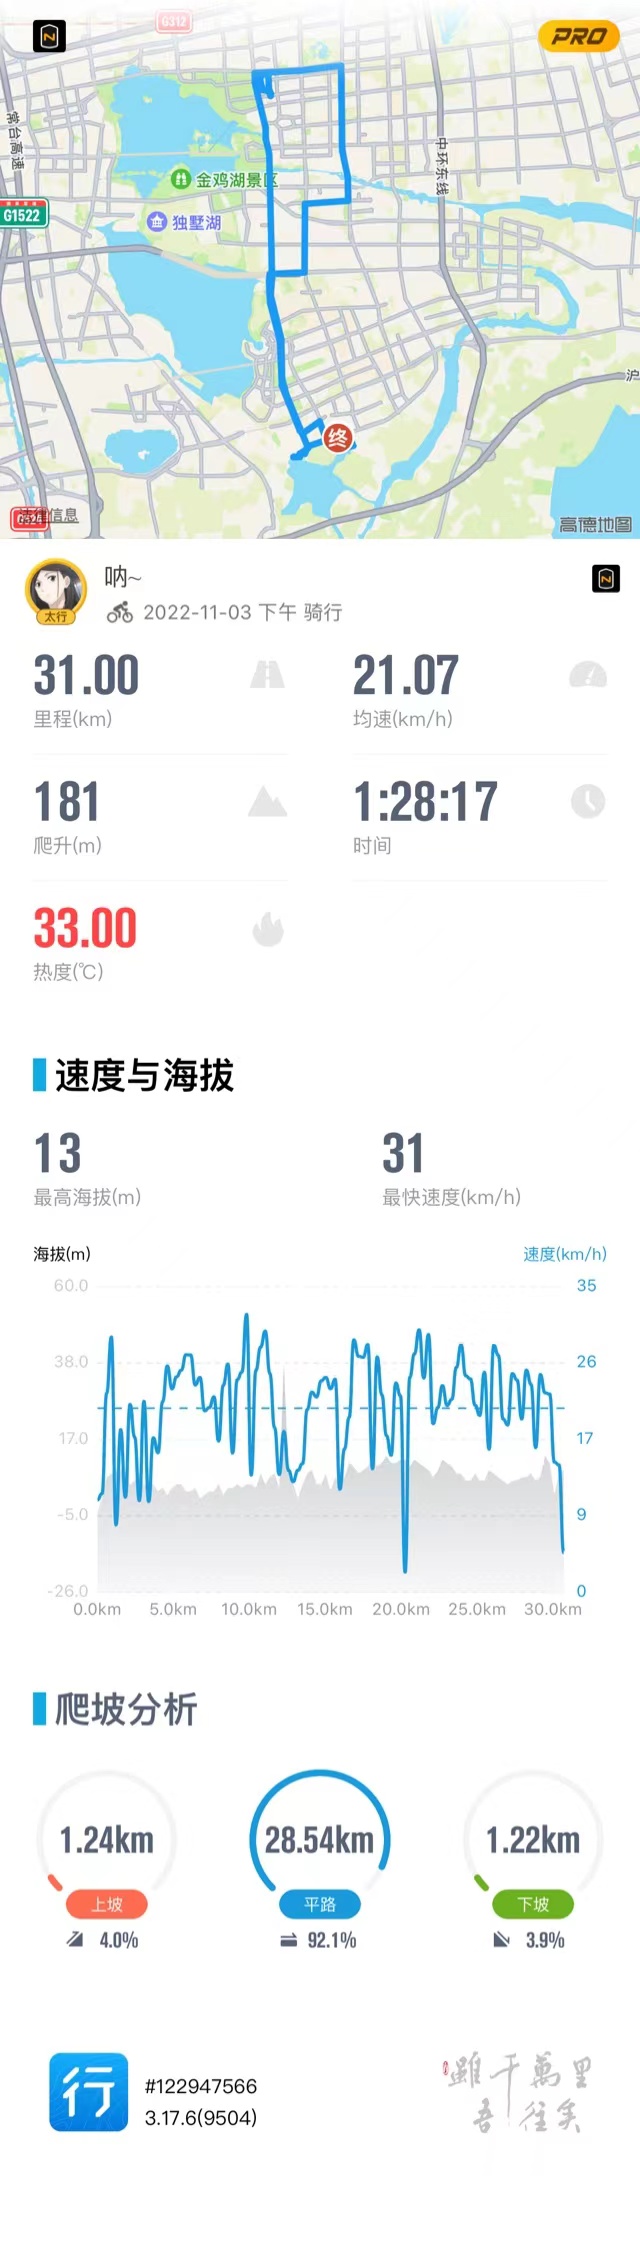 G312
N
PRO
常台高速
中环东线
金鸡湖景区
G1522
独墅湖
沪
终
法律信息
高德地图
呐~
N
太行
2022-11-03 下午 骑行
31.00
21.07
里程(km)
均速(km/h)
181
1:28:17
爬升(m)
时间
33.00
热度(℃)
速度与海拔
13
31
最高海拔(m)
最快速度(km/h)
海拔(m)
速度(km/h)
60.0
35
38.0
26
17.0
17
-5.0
9
-26.0
0
0.0km 5.0km 10.0km 15.0km 20.0km 25.0km 30.0km
爬坡分析
1.24km
28.54km
1.22km
上坡
平路
下坡
4.0%
92.1%
3.9%
行
#122947566
3.17.6(9504)
雖千萬里
吾往矣